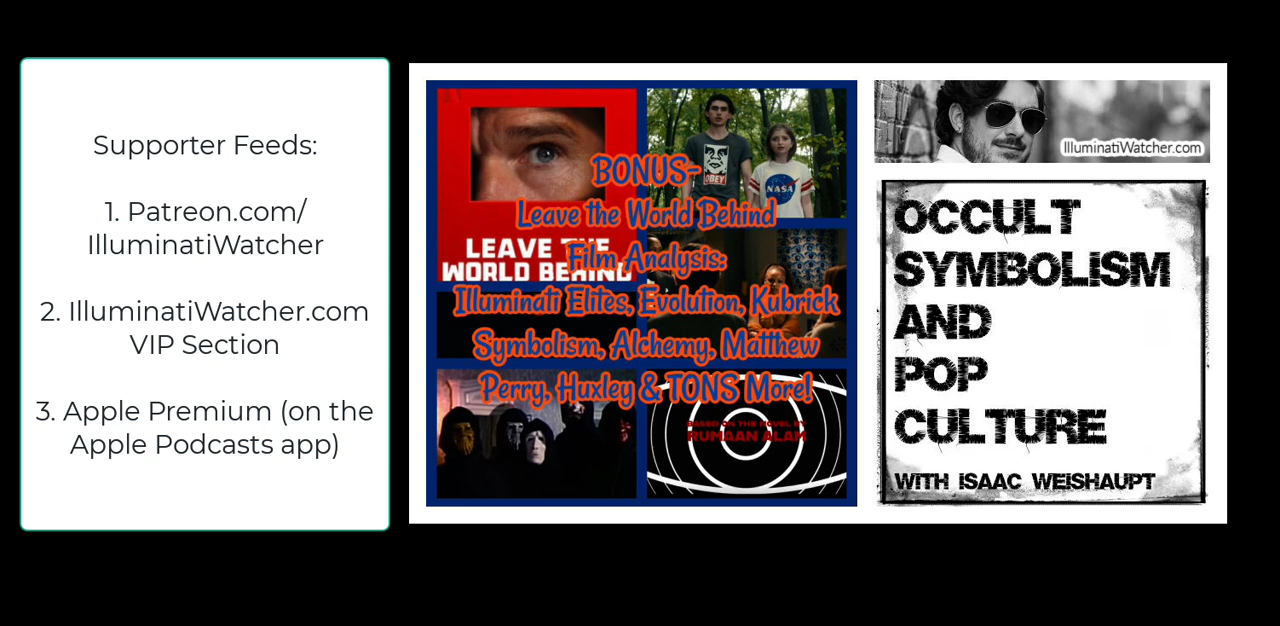 Supporter Feeds:
1. Patreon.com/
IlluminatiWatcher
2. IlluminatiWatcher.com
VIP Section
3. Apple Premium (on the
Apple Podcasts app)
OBEY
NASA
LEAVE THE
WORLD BEHIND
BONUS-
Leave the World Behind
Film Analysis:
Illuminati Elites, Evolution, Kubrick
Symbolism, Alchemy, Matthew
Perry, Huxley & TONS More!
BASED ON THE NOVEL BY
RUMAAN ALAM
IlluminatiWatcher.com
OCCULT
SYMBOLISM
AND
POP
CULTURE
WITH ISAAC WEISHAUPT